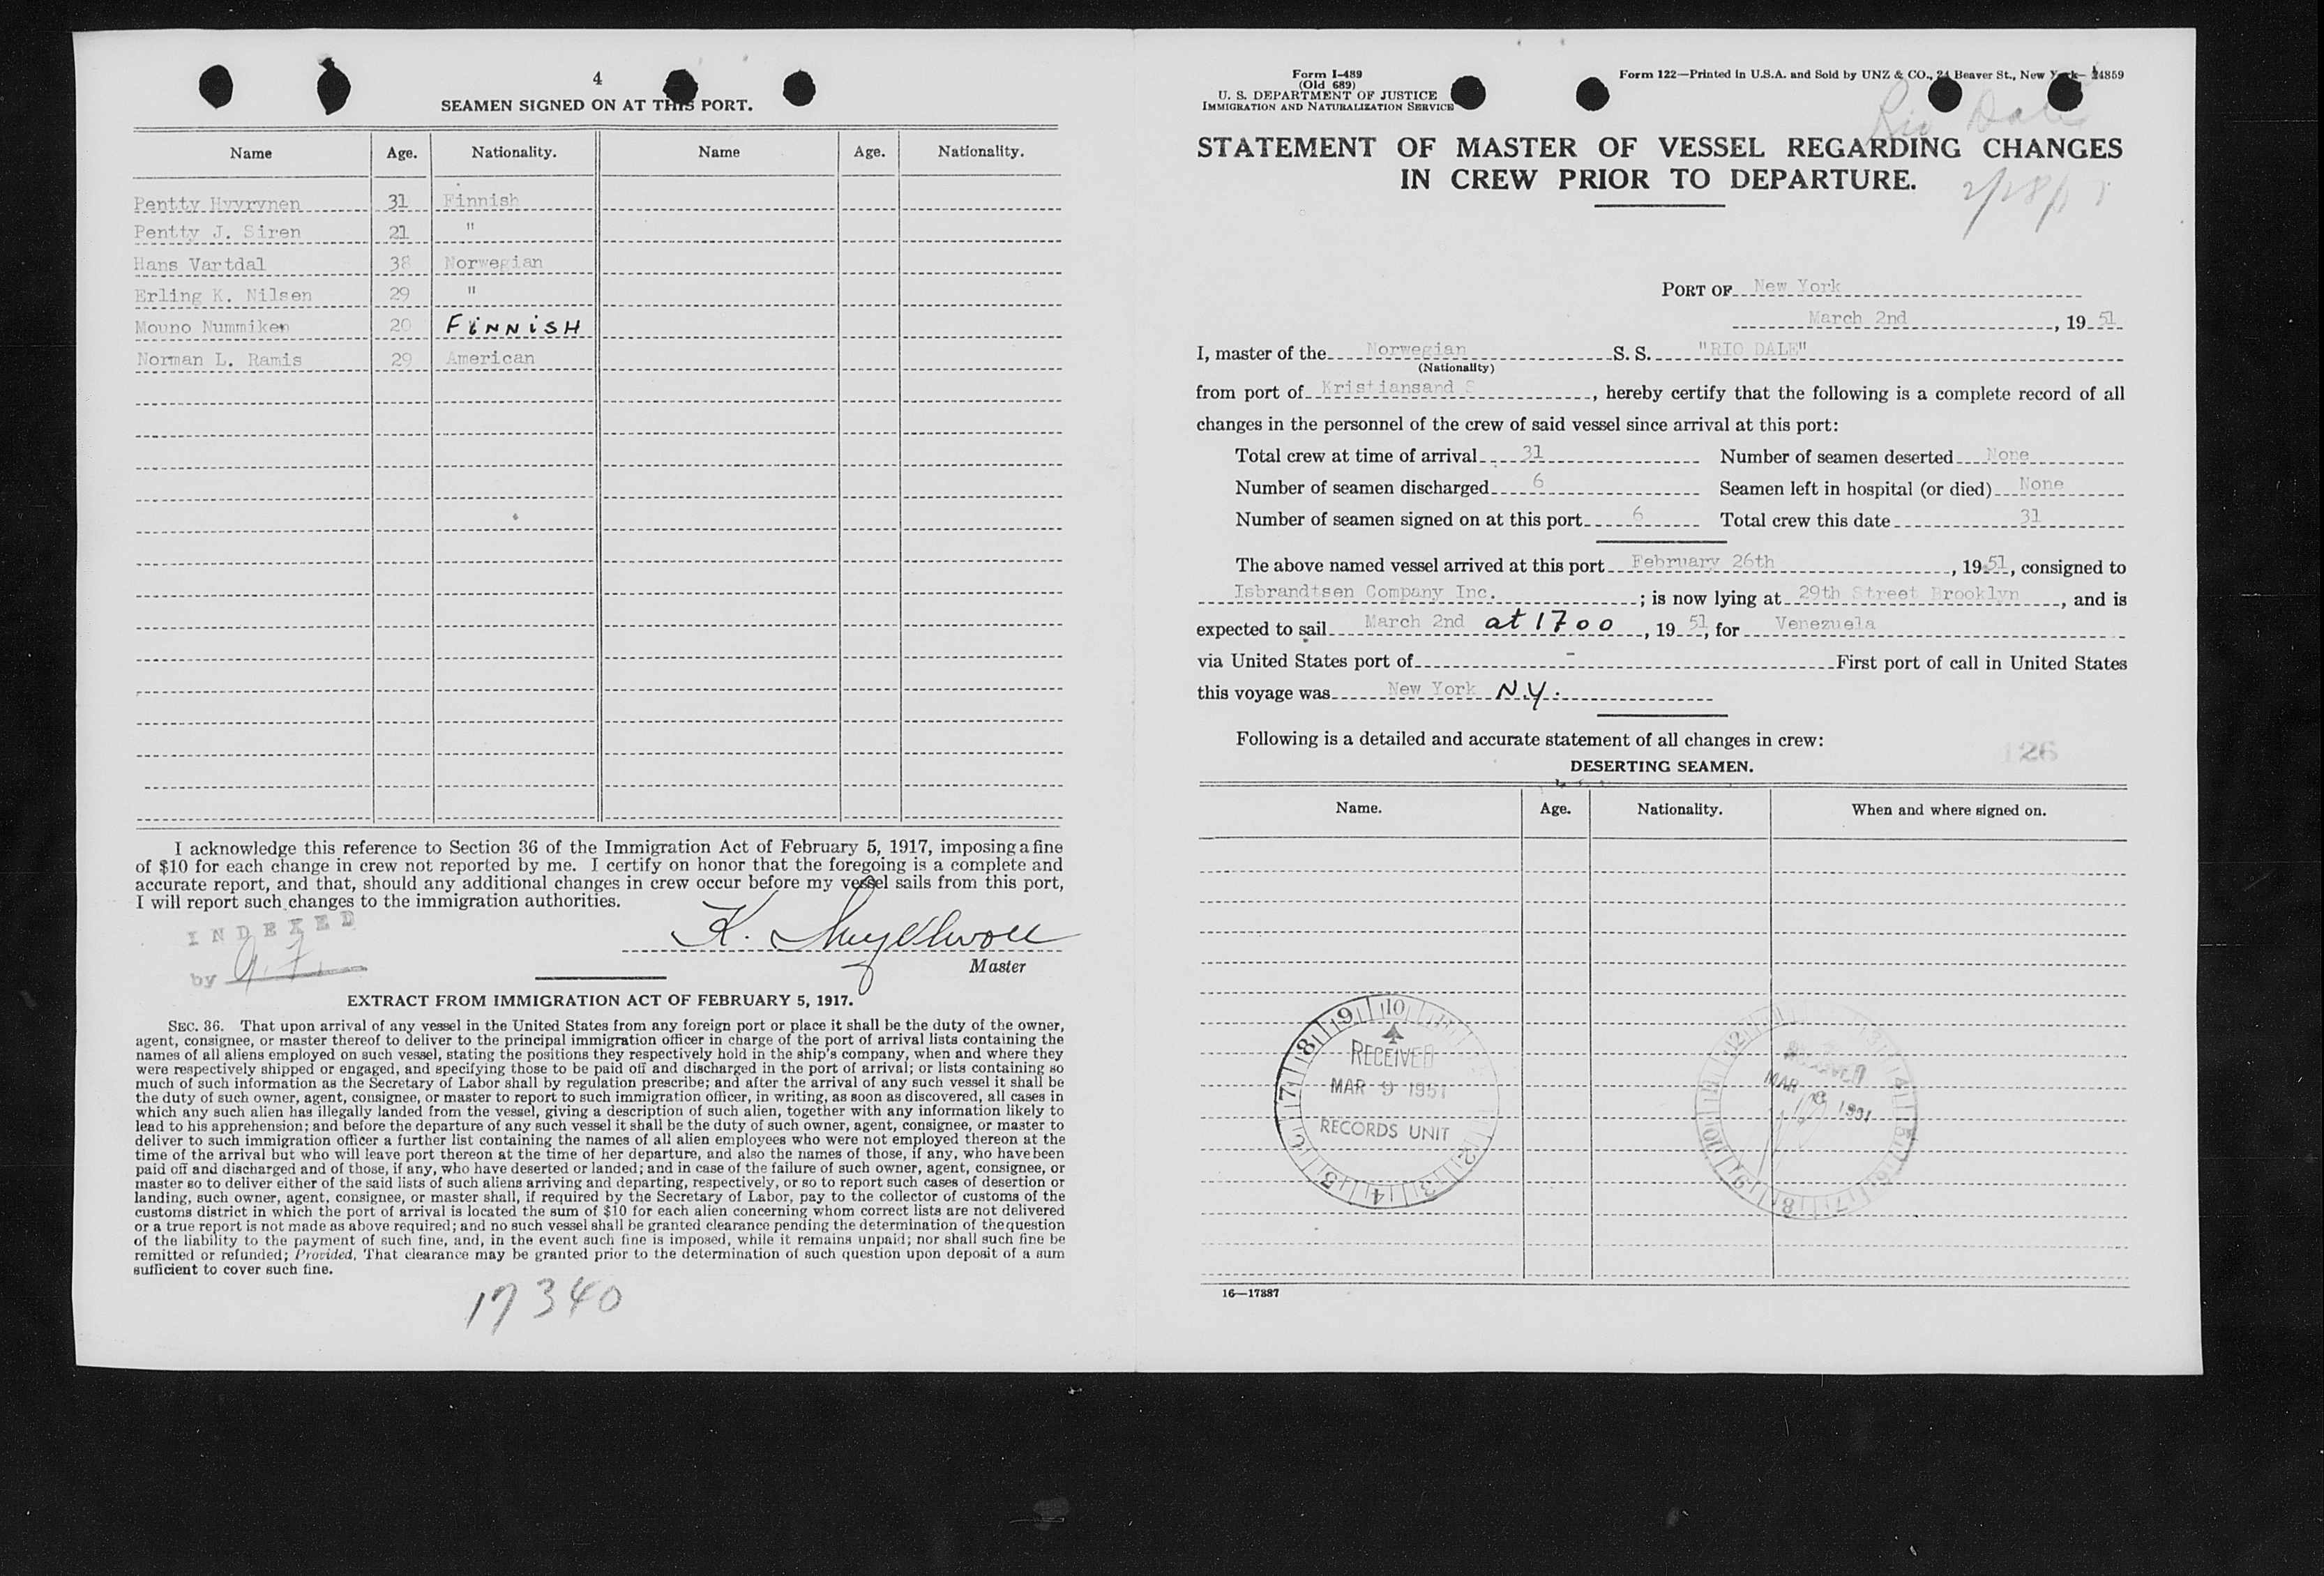 4
SEAMEN SIGNED ON AT THIS PORT.
Name Age. Nationality. Name Age. Nationality.
Pentty Hyyrynen 31 Finnish
Pentty J. Siren 21 "
Hans Vartdal 38 Norwegian
Erling K. Nilsen 29 "
Mouno Nummiken 20 FINNISH
Norman L. Ramis 29 American
I acknowledge this reference to Section 36 of the Immigration Act of February 5, 1917, imposing a fine
of $10 for each change in crew not reported by me. I certify on honor that the foregoing is a complete and
accurate report, and that, should any additional changes in crew occur before my vessel sails from this port,
I will report such changes to the immigration authorities.
INDEXED
by
K.
Master
EXTRACT FROM IMMIGRATION ACT OF FEBRUARY 5, 1917.
SEC. 36. That upon arrival of any vessel in the United States from any foreign port or place it shall be the duty of the owner,
agent, consignee, or master thereof to deliver to the principal immigration officer in charge of the port of arrival lists containing the
names of all aliens employed on such vessel, stating the positions they respectively hold in the ship's company, when and where they
were respectively shipped or engaged, and specifying those to be paid off and discharged in the port of arrival; or lists containing so
much of such information as the Secretary of Labor shall by regulation prescribe; and after the arrival of any such vessel it shall be
the duty of such owner, agent, consignee, or master to report to such immigration officer, in writing, as soon as discovered, all cases in
which any such alien has illegally landed from the vessel, giving a description of such alien, together with any information likely to
lead to his apprehension; and before the departure of any such vessel it shall be the duty of such owner, agent, consignee, or master to
deliver to such immigration officer a further list containing the names of all alien employees who were not employed thereon at the
time of the arrival but who will leave port thereon at the time of her departure, and also the names of those, if any, who have been
paid off and discharged and of those, if any, who have deserted or landed; and in case of the failure of such owner, agent, consignee, or
master so to deliver either of the said lists of such aliens arriving and departing, respectively, or so to report such cases of desertion or
landing, such owner, agent, consignee, or master shall, if required by the Secretary of Labor, pay to the collector of customs of the
customs district in which the port of arrival is located the sum of $10 for each alien concerning whom correct lists are not delivered
or a true report is not made as above required; and no such vessel shall be granted clearance pending the determination of the question
of the liability to the payment of such fine, and, in the event such fine is imposed, while it remains unpaid; nor shall such fine be
remitted or refunded; Provided, That clearance may be granted prior to the determination of such question upon deposit of a sum
sufficient to cover such fine.
17340
Form I-489
(Old 689)
U. S. DEPARTMENT OF JUSTICE
IMMIGRATION AND NATURALIZATION SERVICE
Form 122—Printed in U.S.A. and Sold by UNZ & CO., 24 Beaver St., New York— 24859
Rio Dale
STATEMENT OF MASTER OF VESSEL REGARDING CHANGES
IN CREW PRIOR TO DEPARTURE.
PORT OF New York
March 2nd, 19 51
I, master of the Norwegian S. S. "RIO DALE"
(Nationality)
from port of Kristiansand S, hereby certify that the following is a complete record of all
changes in the personnel of the crew of said vessel since arrival at this port:
Total crew at time of arrival 31 Number of seamen deserted None
Number of seamen discharged 6 Seamen left in hospital (or died) None
Number of seamen signed on at this port 6 Total crew this date 31
The above named vessel arrived at this port February 26th, 19 51, consigned to
Isbrandtsen Company Inc.; is now lying at 29th Street Brooklyn, and is
expected to sail March 2nd at 1700, 19 51, for Venezuela
via United States port of - First port of call in United States
this voyage was New York N.Y.
Following is a detailed and accurate statement of all changes in crew:
126
DESERTING SEAMEN.
Name. Age. Nationality. When and where signed on.
RECEIVED
MAR 9 1951
RECORDS UNIT
MAR 1951
16—17887